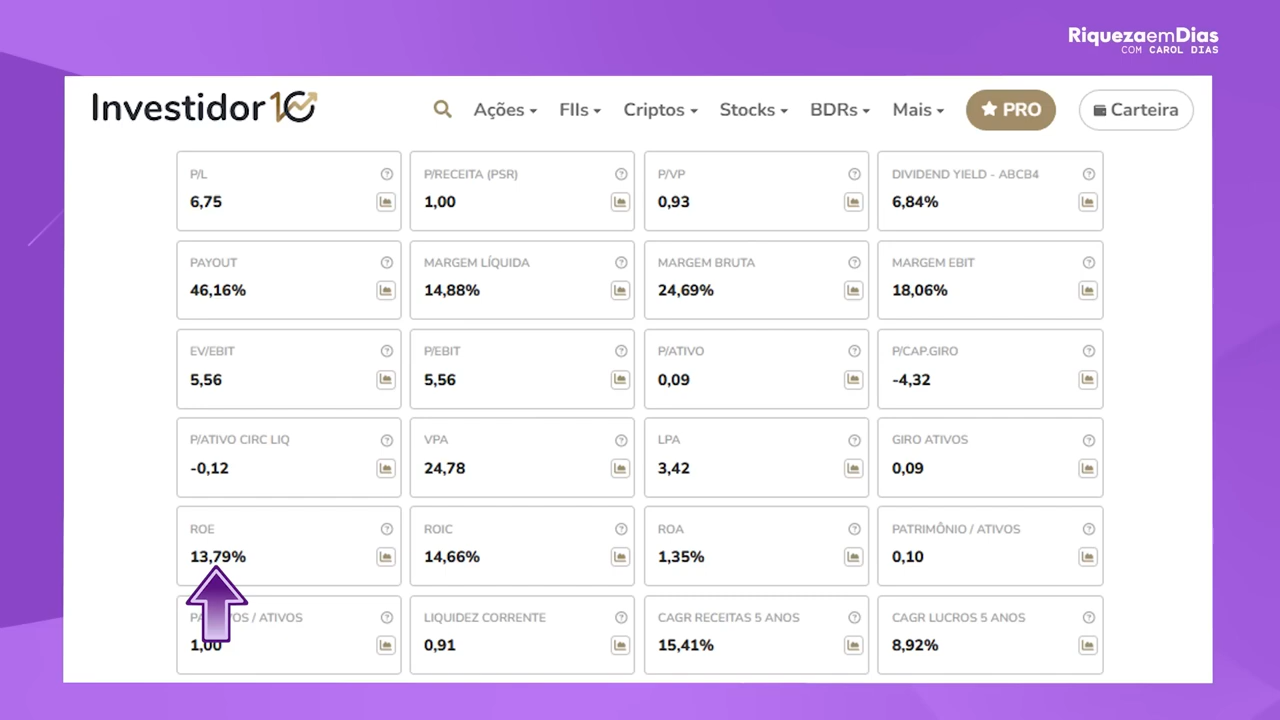 RiquezaemDias
COM CAROL DIAS
Investidor10
Ações FIIs Criptos Stocks BDRs Mais PRO Carteira
P/L P/RECEITA (PSR) P/VP DIVIDEND YIELD - ABCB4
6,75 1,00 0,93 6,84%
PAYOUT MARGEM LÍQUIDA MARGEM BRUTA MARGEM EBIT
46,16% 14,88% 24,69% 18,06%
EV/EBIT P/EBIT P/ATIVO P/CAP.GIRO
5,56 5,56 0,09 -4,32
P/ATIVO CIRC LIQ VPA LPA GIRO ATIVOS
-0,12 24,78 3,42 0,09
ROE ROIC ROA PATRIMÔNIO / ATIVOS
13,79% 14,66% 1,35% 0,10
/ ATIVOS LIQUIDEZ CORRENTE CAGR RECEITAS 5 ANOS CAGR LUCROS 5 ANOS
1,00 0,91 15,41% 8,92%